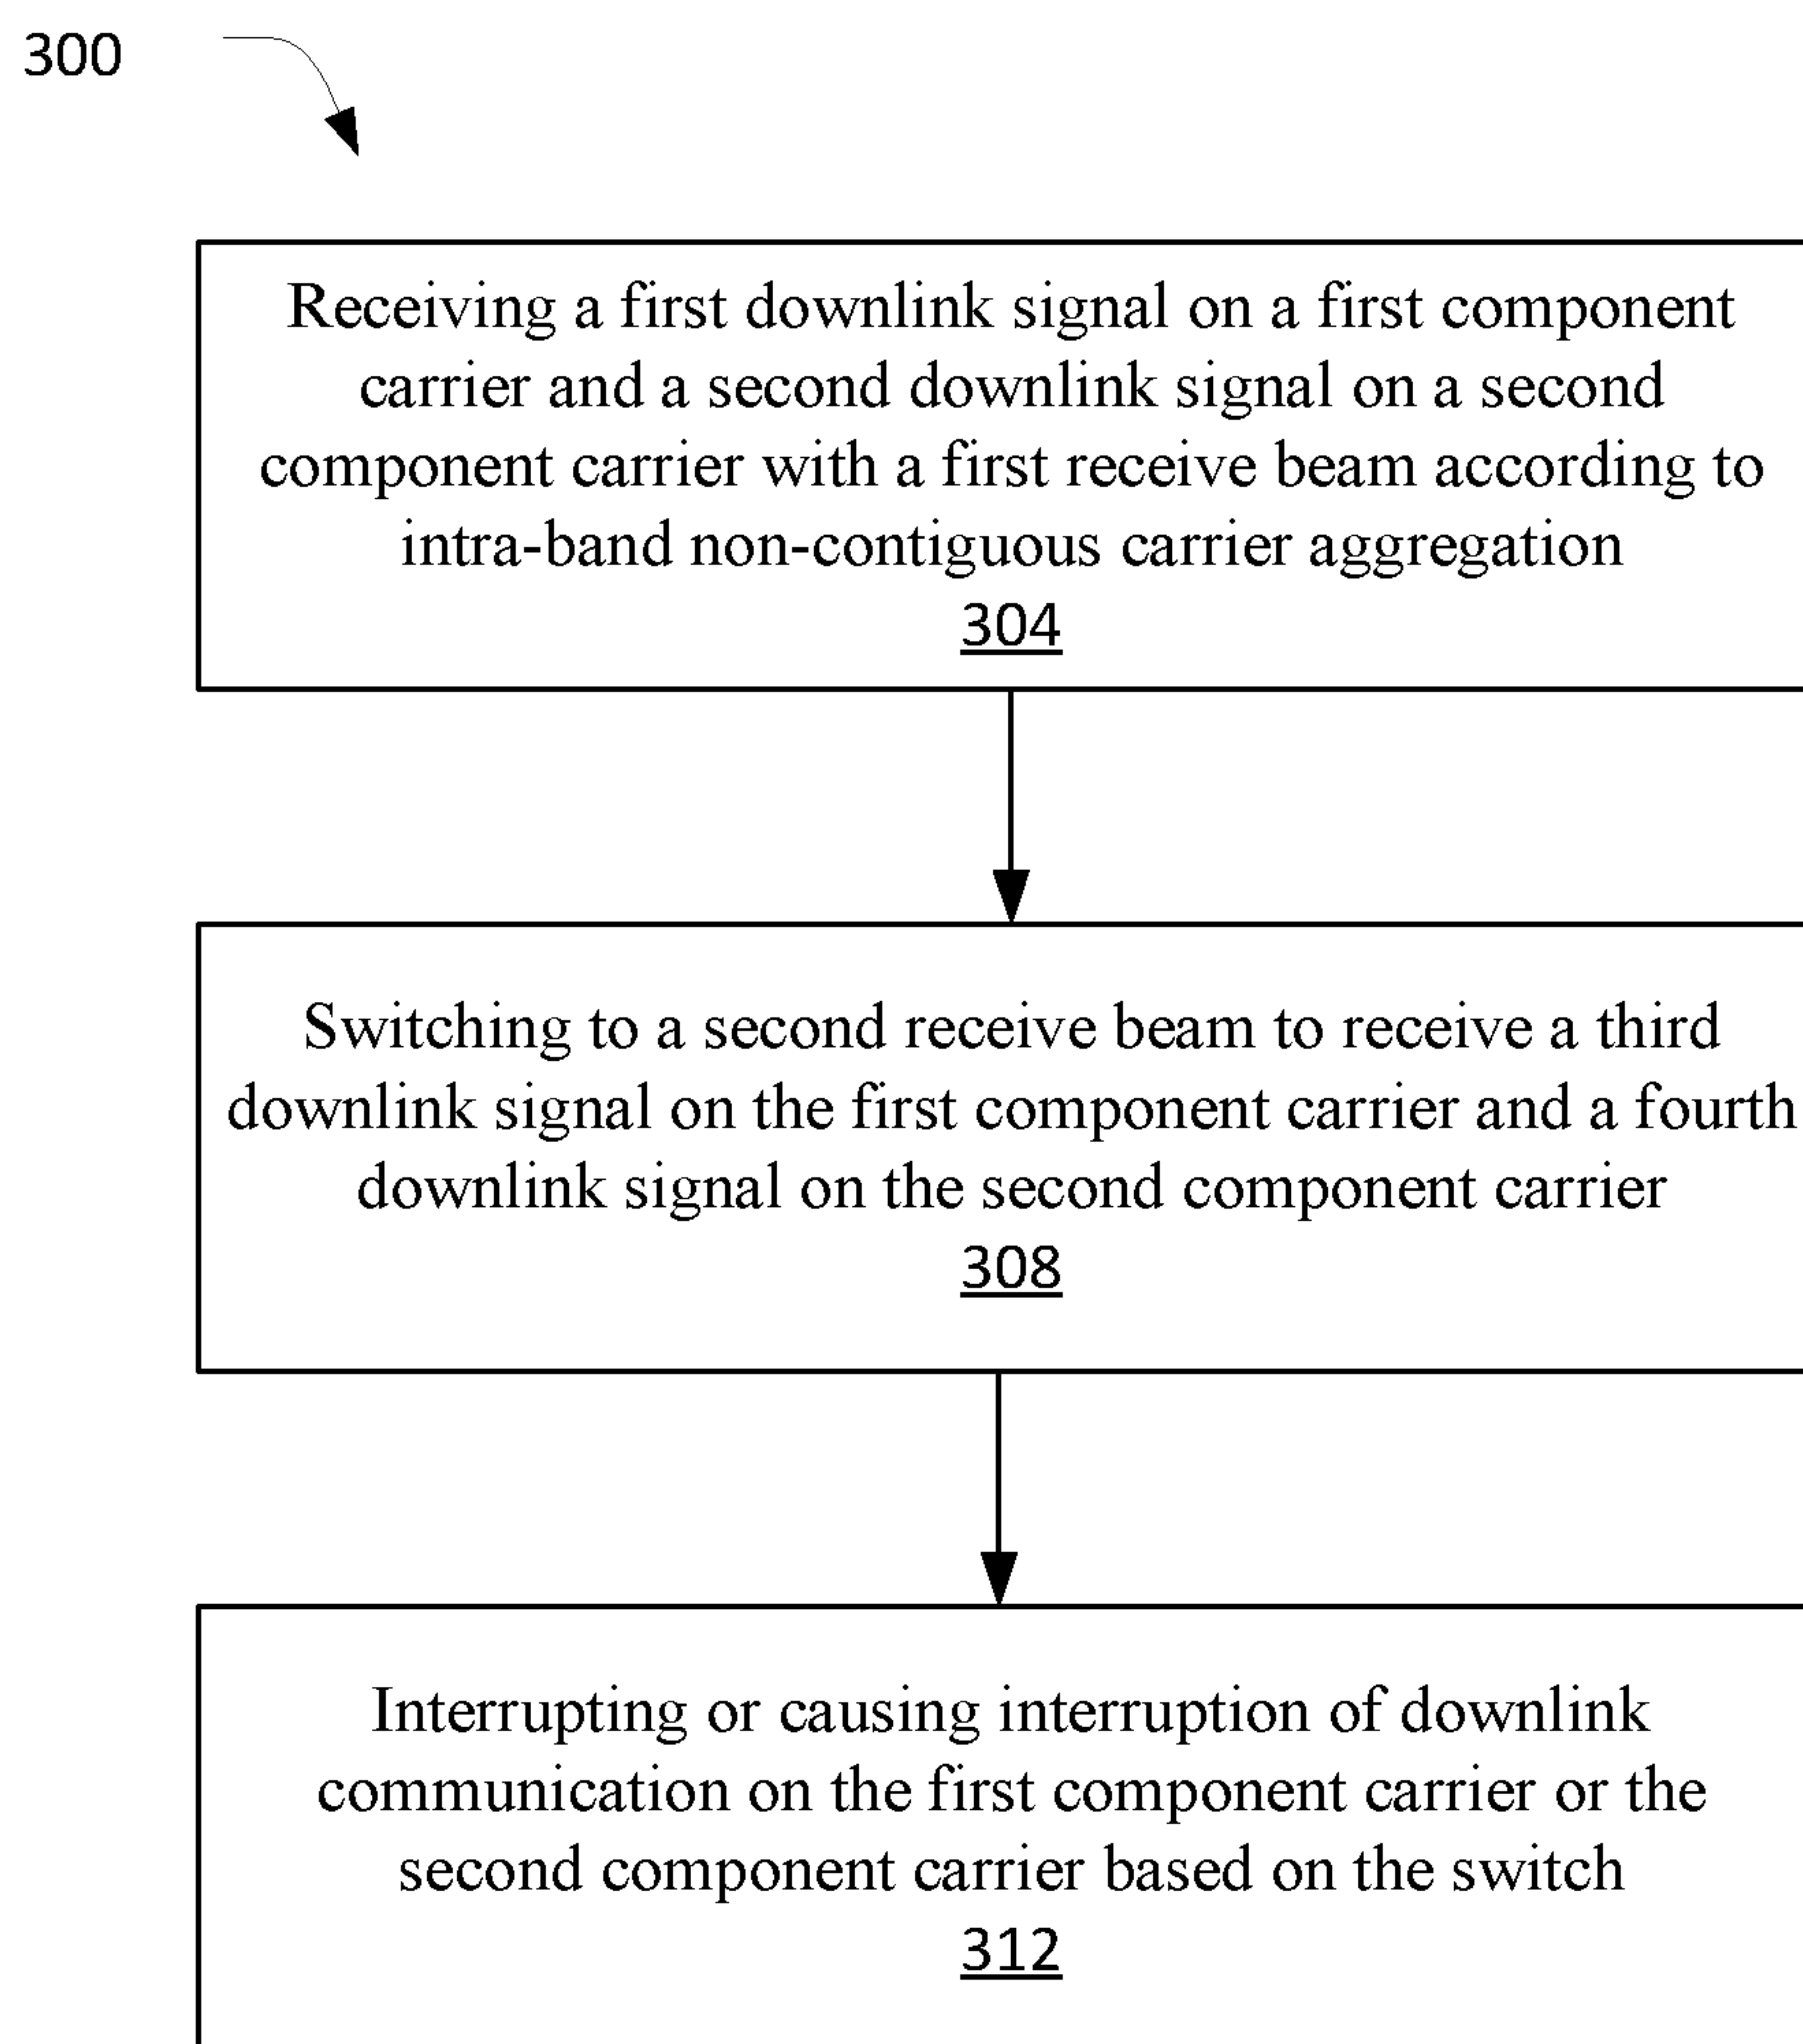 300
Receiving a first downlink signal on a first component
carrier and a second downlink signal on a second
component carrier with a first receive beam according to
intra-band non-contiguous carrier aggregation
304
Switching to a second receive beam to receive a third
downlink signal on the first component carrier and a fourth
downlink signal on the second component carrier
308
Interrupting or causing interruption of downlink
communication on the first component carrier or the
second component carrier based on the switch
312